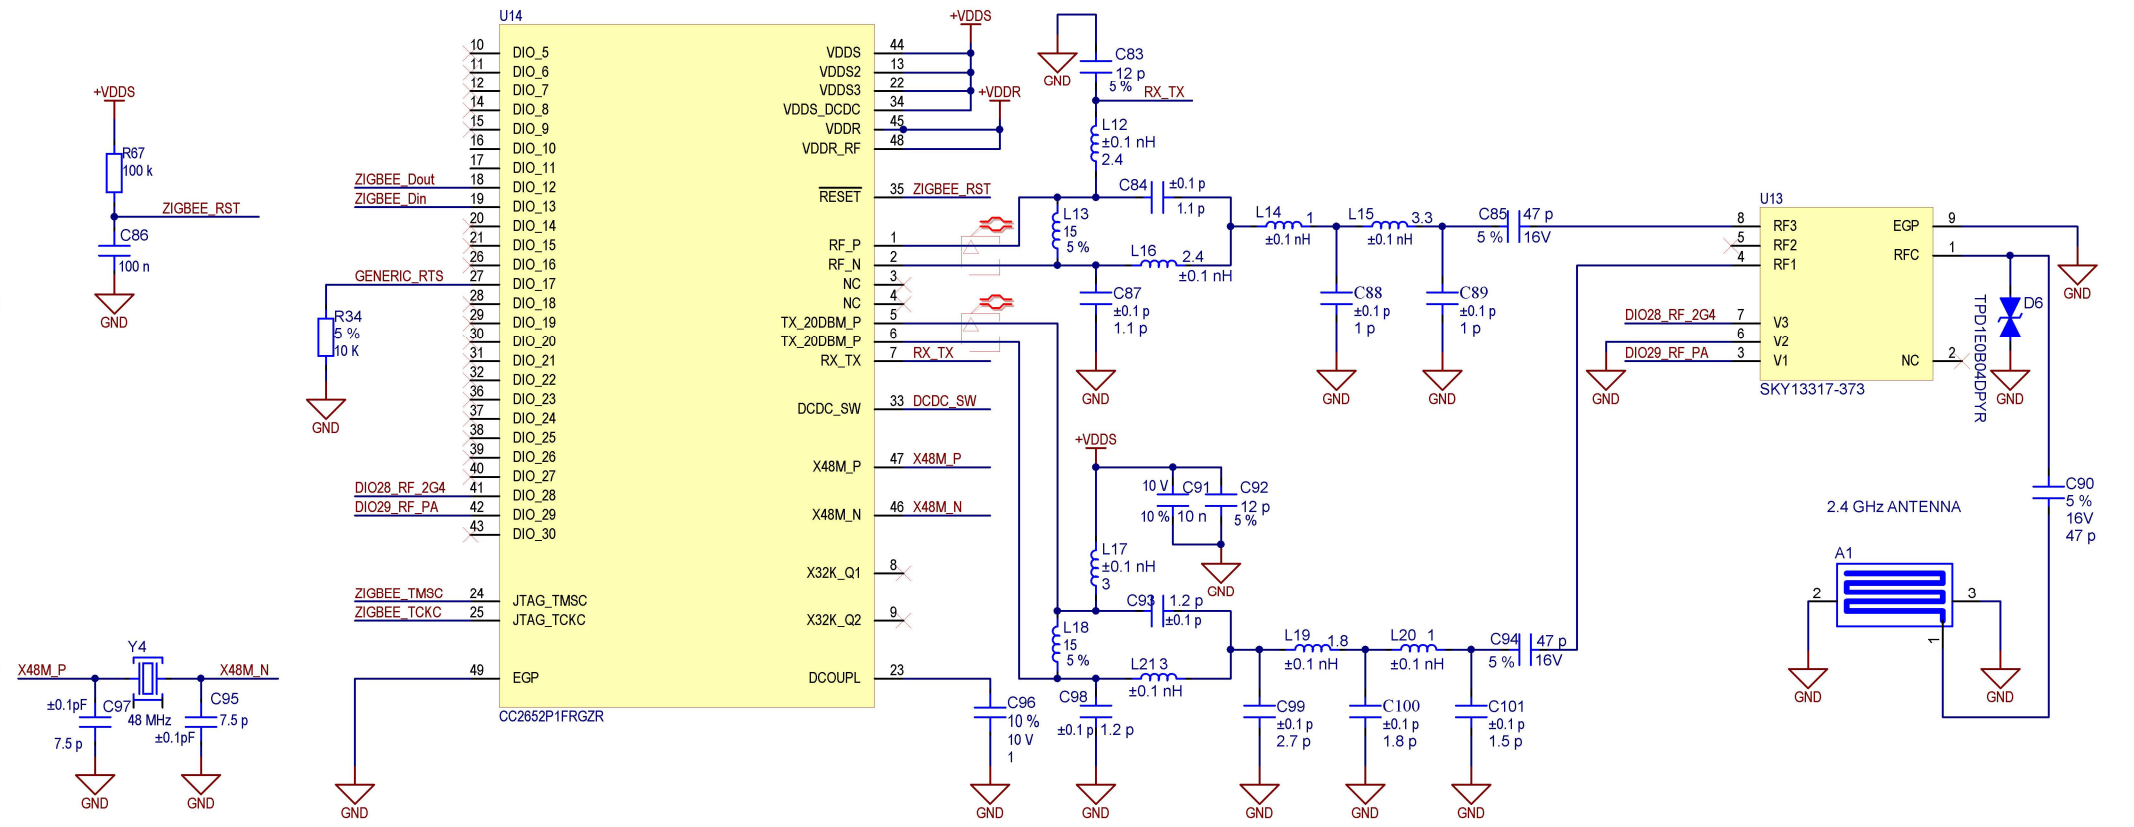 +VDDS
R67
100 k
ZIGBEE_RST
C86
100 n
GND
ZIGBEE_Dout
ZIGBEE_Din
GENERIC_RTS
R34
5 %
10 K
GND
DIO28_RF_2G4
DIO29_RF_PA
ZIGBEE_TMSC
ZIGBEE_TCKC
X48M_P
Y4
X48M_N
±0.1pF
C97
48 MHz
C95
7.5 p
±0.1pF
7.5 p
GND
GND
GND
U14
10 DIO_5
11 DIO_6
12 DIO_7
14 DIO_8
15 DIO_9
16 DIO_10
17 DIO_11
18 DIO_12
19 DIO_13
20 DIO_14
21 DIO_15
26 DIO_16
27 DIO_17
28 DIO_18
29 DIO_19
30 DIO_20
31 DIO_21
32 DIO_22
36 DIO_23
37 DIO_24
38 DIO_25
39 DIO_26
40 DIO_27
41 DIO_28
42 DIO_29
43 DIO_30
24 JTAG_TMSC
25 JTAG_TCKC
49 EGP
VDDS 44
VDDS2 13
VDDS3 22
VDDS_DCDC 34
VDDR 45
VDDR_RF 48
RESET 35 ZIGBEE_RST
RF_P 1
RF_N 2
NC 3
NC 4
TX_20DBM_P 5
TX_20DBM_P 6
RX_TX 7 RX_TX
DCDC_SW 33 DCDC_SW
X48M_P 47 X48M_P
X48M_N 46 X48M_N
X32K_Q1 8
X32K_Q2 9
DCOUPL 23
CC2652P1FRGZR
+VDDS
+VDDR
GND
C83
12 p
5 %
RX_TX
L12
±0.1 nH
2.4
C84
±0.1 p
1.1 p
L13
15
5 %
L16
2.4
±0.1 nH
C87
±0.1 p
1.1 p
GND
L14
1
±0.1 nH
L15
3.3
±0.1 nH
C88
±0.1 p
1 p
GND
C89
±0.1 p
1 p
GND
C85
47 p
5 %
16V
+VDDS
10 V
C91
10 %
10 n
C92
12 p
5 %
GND
L17
±0.1 nH
3
C93
1.2 p
±0.1 p
L18
15
5 %
L21
3
±0.1 nH
C98
±0.1 p
1.2 p
GND
C96
10 %
10 V
1
GND
L19
1.8
±0.1 nH
L20
1
±0.1 nH
C99
±0.1 p
2.7 p
GND
C100
±0.1 p
1.8 p
GND
C101
±0.1 p
1.5 p
GND
C94
47 p
5 %
16V
U13
8 RF3
5 RF2
4 RF1
7 V3
6 V2
3 V1
EGP 9
RFC 1
NC 2
SKY13317-373
DIO28_RF_2G4
DIO29_RF_PA
GND
GND
TPD1E0B04DPYR
D6
GND
C90
5 %
16V
47 p
2.4 GHz ANTENNA
A1
2
3
1
GND
GND